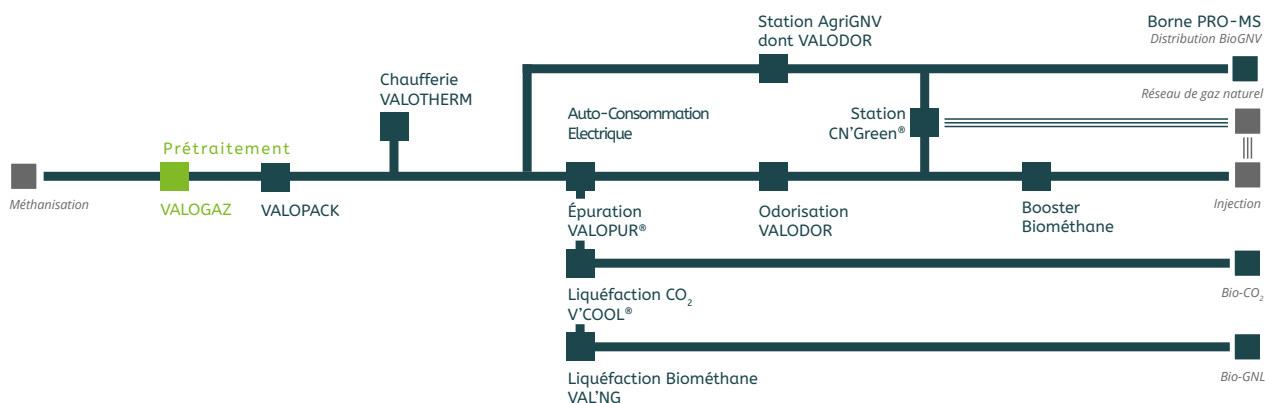 Station AgriGNV
dont VALODOR
Borne PRO-MS
Distribution BioGNV
Chaufferie
VALOTHERM
Réseau de gaz naturel
Auto-Consommation
Electrique
Station
CN'Green®
Prétraitement
Méthanisation
VALOGAZ
VALOPACK
Épuration
VALOPUR®
Odorisation
VALODOR
Booster
Biométhane
Injection
Liquéfaction CO₂
V'COOL®
Bio-CO₂
Liquéfaction Biométhane
VAL'NG
Bio-GNL